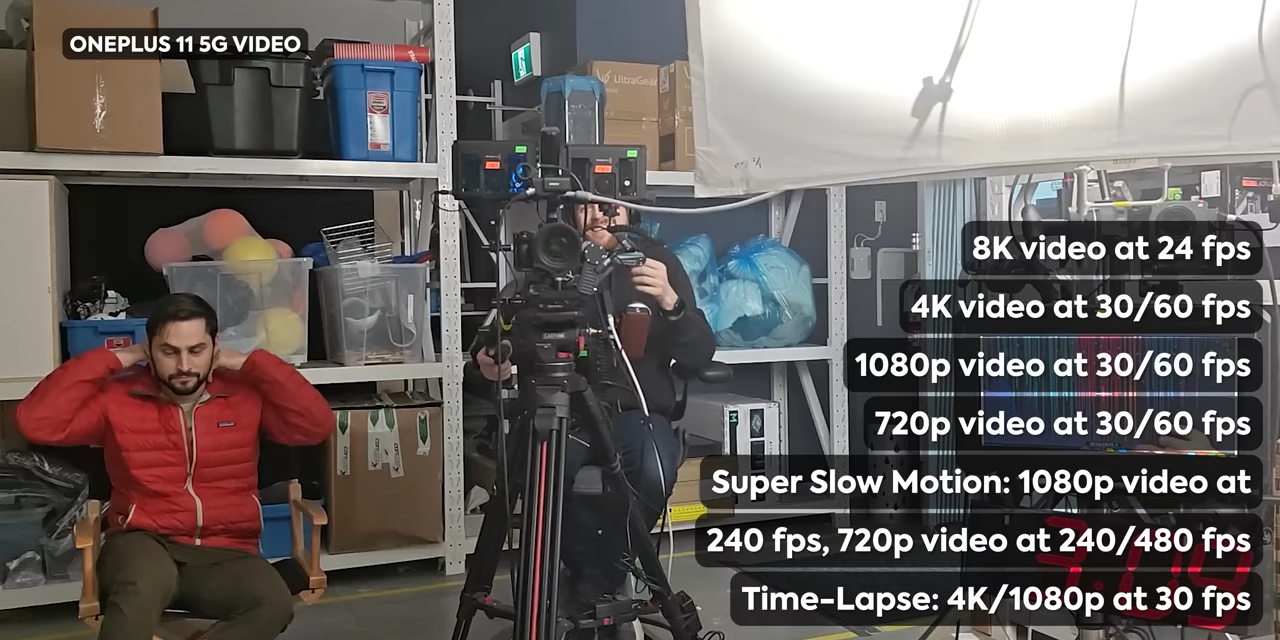 ONEPLUS 11 5G VIDEO
UltraGear
8K video at 24 fps
4K video at 30/60 fps
1080p video at 30/60 fps
720p video at 30/60 fps
Super Slow Motion: 1080p video at
240 fps, 720p video at 240/480 fps
Time-Lapse: 4K/1080p at 30 fps